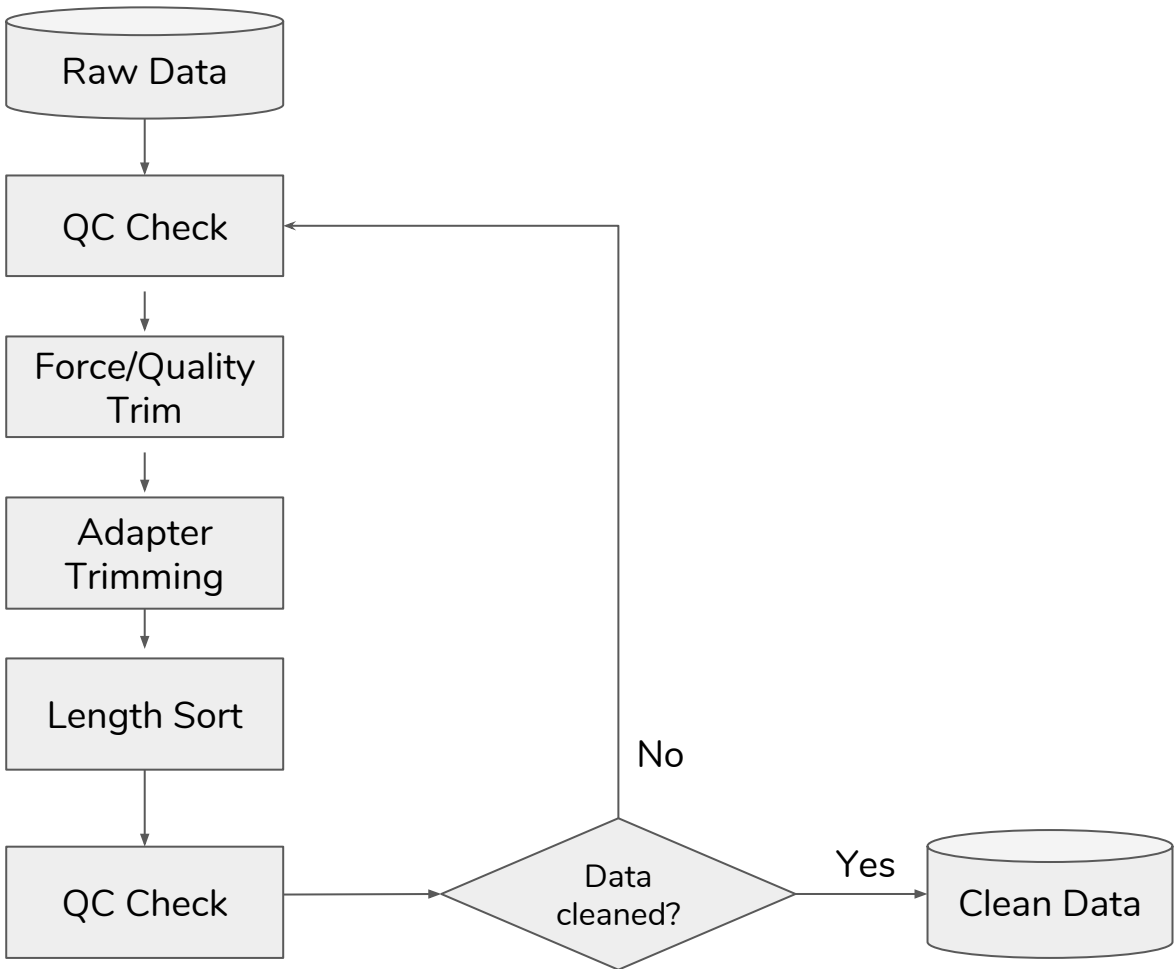 Raw Data
QC Check
Force/Quality
Trim
Adapter
Trimming
Length Sort
No
QC Check
Data
cleaned?
Yes
Clean Data